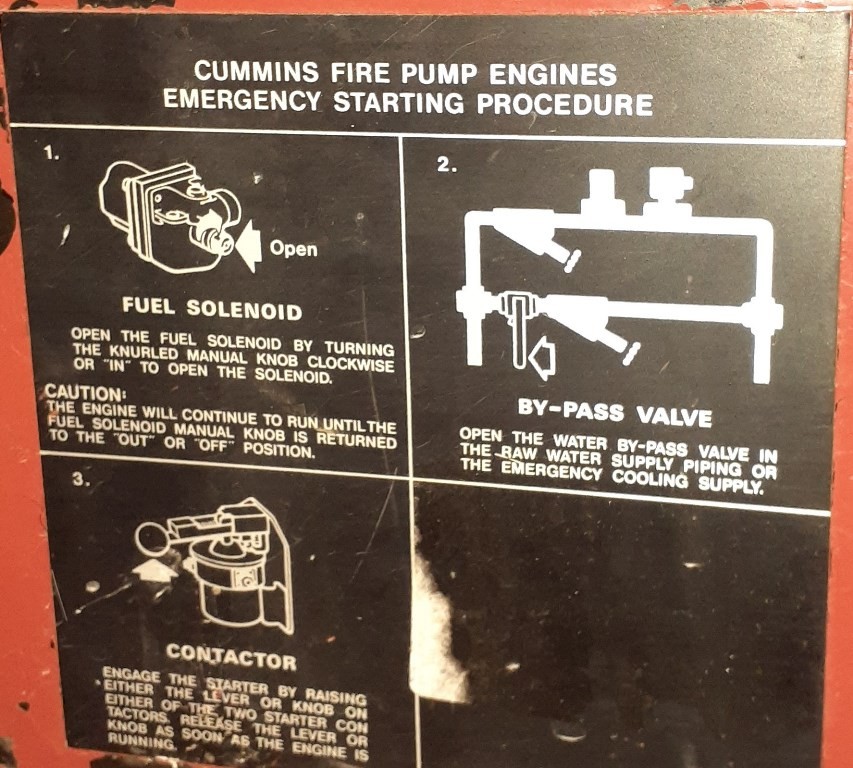 CUMMINS FIRE PUMP ENGINES
EMERGENCY STARTING PROCEDURE
1.
Open
FUEL SOLENOID
OPEN THE FUEL SOLENOID BY TURNING
THE KNURLED MANUAL KNOB CLOCKWISE
OR "IN" TO OPEN THE SOLENOID.
CAUTION:
THE ENGINE WILL CONTINUE TO RUN UNTIL THE
FUEL SOLENOID MANUAL KNOB IS RETURNED
TO THE "OUT" OR "OFF" POSITION.
2.
BY-PASS VALVE
OPEN THE WATER BY-PASS VALVE IN
THE RAW WATER SUPPLY PIPING OR
THE EMERGENCY COOLING SUPPLY.
3.
CONTACTOR
ENGAGE THE STARTER BY RAISING
EITHER THE LEVER OR KNOB ON
EITHER OF THE TWO STARTER CON
TACTORS. RELEASE THE LEVER OR
KNOB AS SOON AS THE ENGINE IS
RUNNING.